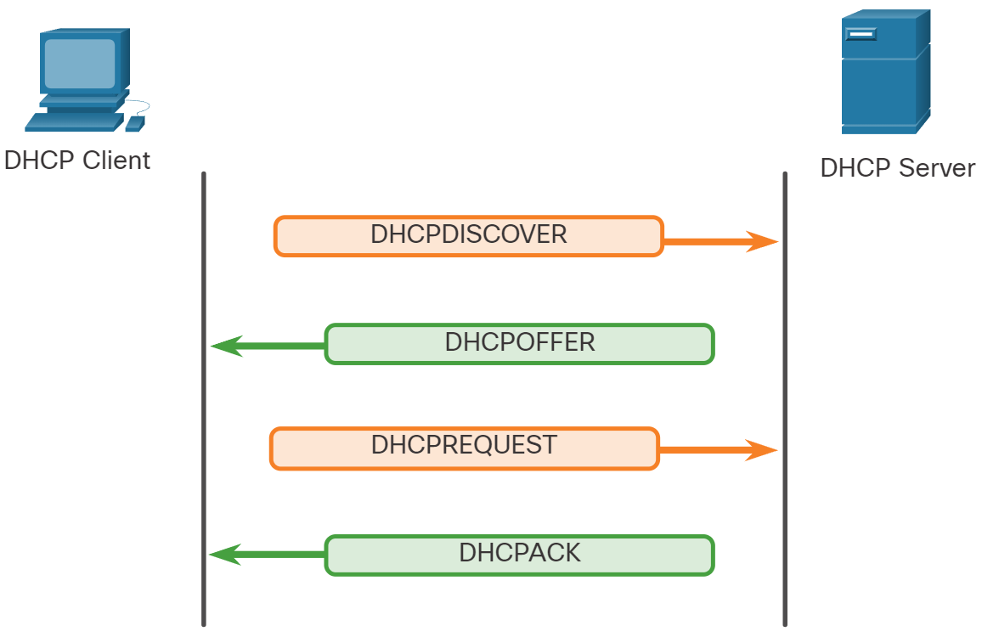 DHCP Client
DHCP Server
DHCPDISCOVER
DHCPOFFER
DHCPREQUEST
DHCPACK